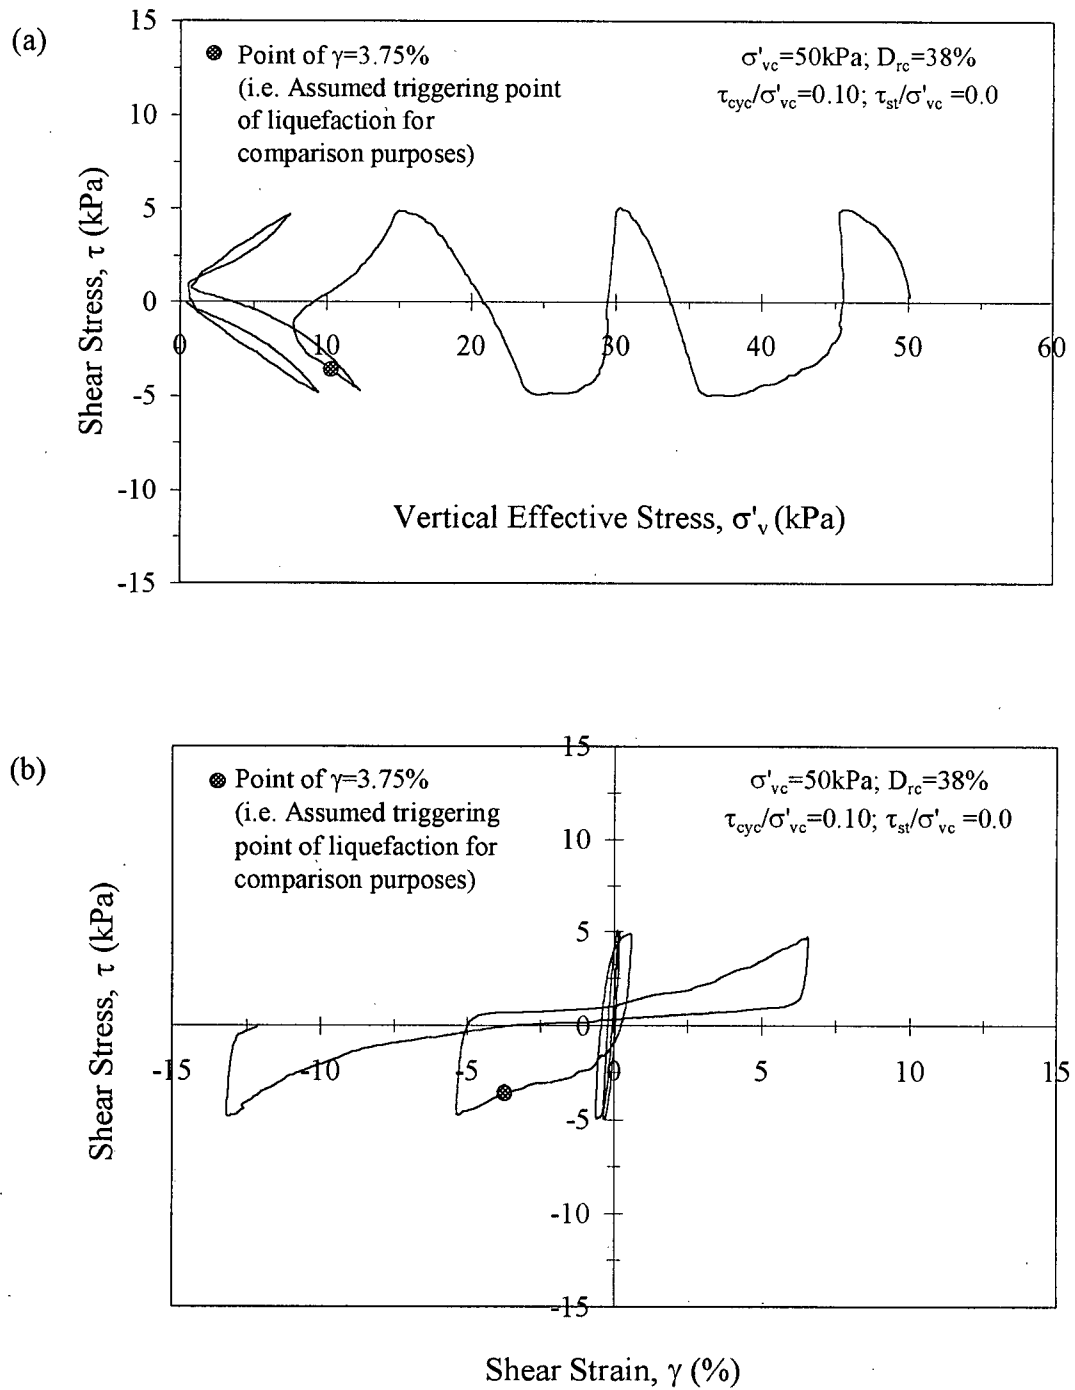 (a)
15
10
5
0
-5
-10
-15
Shear Stress, τ (kPa)
Point of γ=3.75%
(i.e. Assumed triggering point
of liquefaction for
comparison purposes)
σ'vc=50kPa; Drc=38%
τcyc/σ'vc=0.10; τst/σ'vc =0.0
0 10 20 30 40 50 60
Vertical Effective Stress, σ'v (kPa)
(b)
Point of γ=3.75%
(i.e. Assumed triggering
point of liquefaction for
comparison purposes)
σ'vc=50kPa; Drc=38%
τcyc/σ'vc=0.10; τst/σ'vc =0.0
15
10
5
0
-5
-10
-15
Shear Stress, τ (kPa)
-15 -10 -5 0 5 10 15
Shear Strain, γ (%)